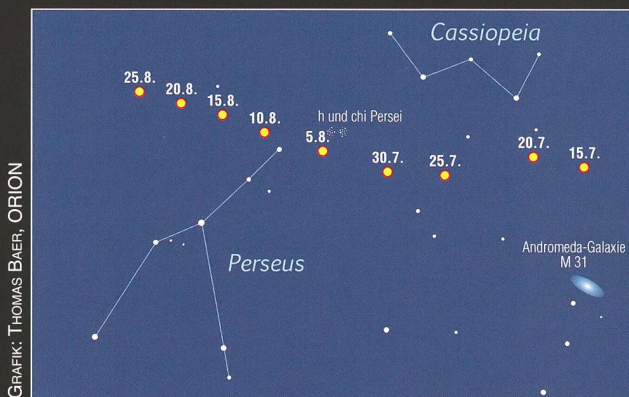 Cassiopeia
25.8.
20.8.
15.8.
10.8.
h und chi Persei
5.8.
30.7.
25.7.
20.7.
15.7.
Perseus
Andromeda-Galaxie
M 31
GRAFIK: THOMAS BAER, ORION